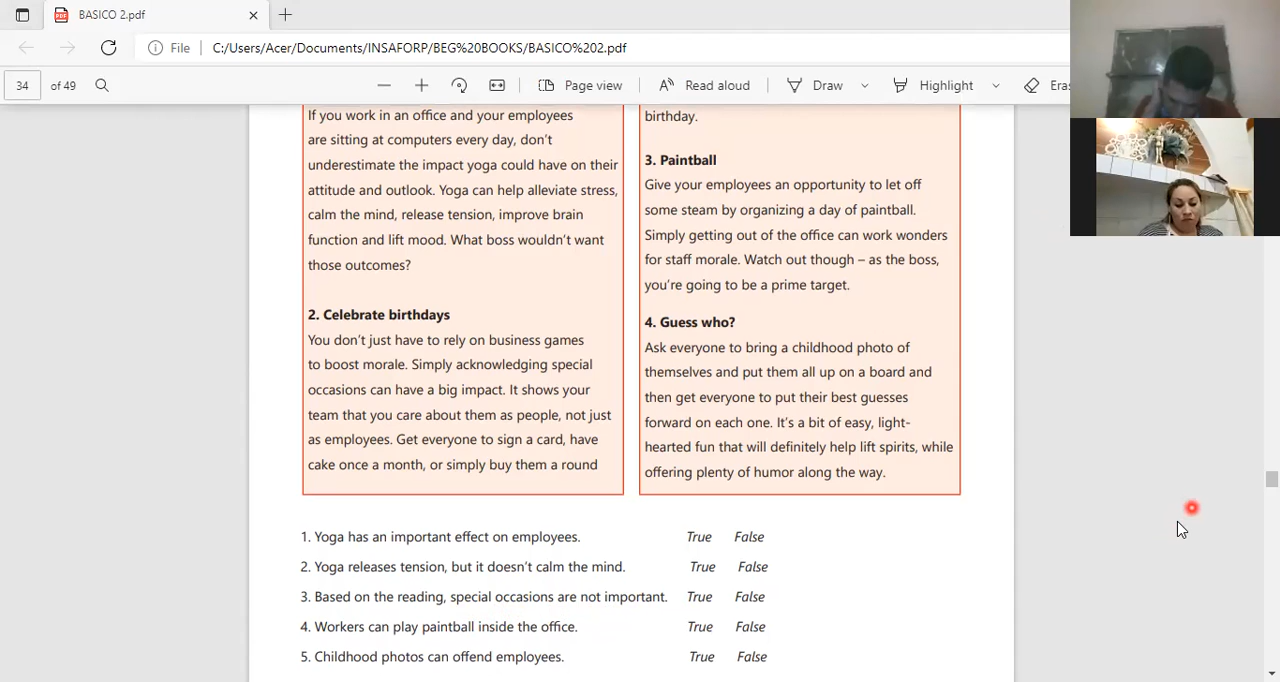 BASICO 2.pdf
File C:/Users/Acer/Documents/INSAFORP/BEG%20BOOKS/BASICO%202.pdf
34 of 49 Page view Read aloud Draw Highlight
If you work in an office and your employees
are sitting at computers every day, don't
underestimate the impact yoga could have on their
attitude and outlook. Yoga can help alleviate stress,
calm the mind, release tension, improve brain
function and lift mood. What boss wouldn't want
those outcomes?
2. Celebrate birthdays
You don't just have to rely on business games
to boost morale. Simply acknowledging special
occasions can have a big impact. It shows your
team that you care about them as people, not just
as employees. Get everyone to sign a card, have
cake once a month, or simply buy them a round
birthday.
3. Paintball
Give your employees an opportunity to let off
some steam by organizing a day of paintball.
Simply getting out of the office can work wonders
for staff morale. Watch out though – as the boss,
you're going to be a prime target.
4. Guess who?
Ask everyone to bring a childhood photo of
themselves and put them all up on a board and
then get everyone to put their best guesses
forward on each one. It's a bit of easy, light-
hearted fun that will definitely help lift spirits, while
offering plenty of humor along the way.
1. Yoga has an important effect on employees. True False
2. Yoga releases tension, but it doesn't calm the mind. True False
3. Based on the reading, special occasions are not important. True False
4. Workers can play paintball inside the office. True False
5. Childhood photos can offend employees. True False